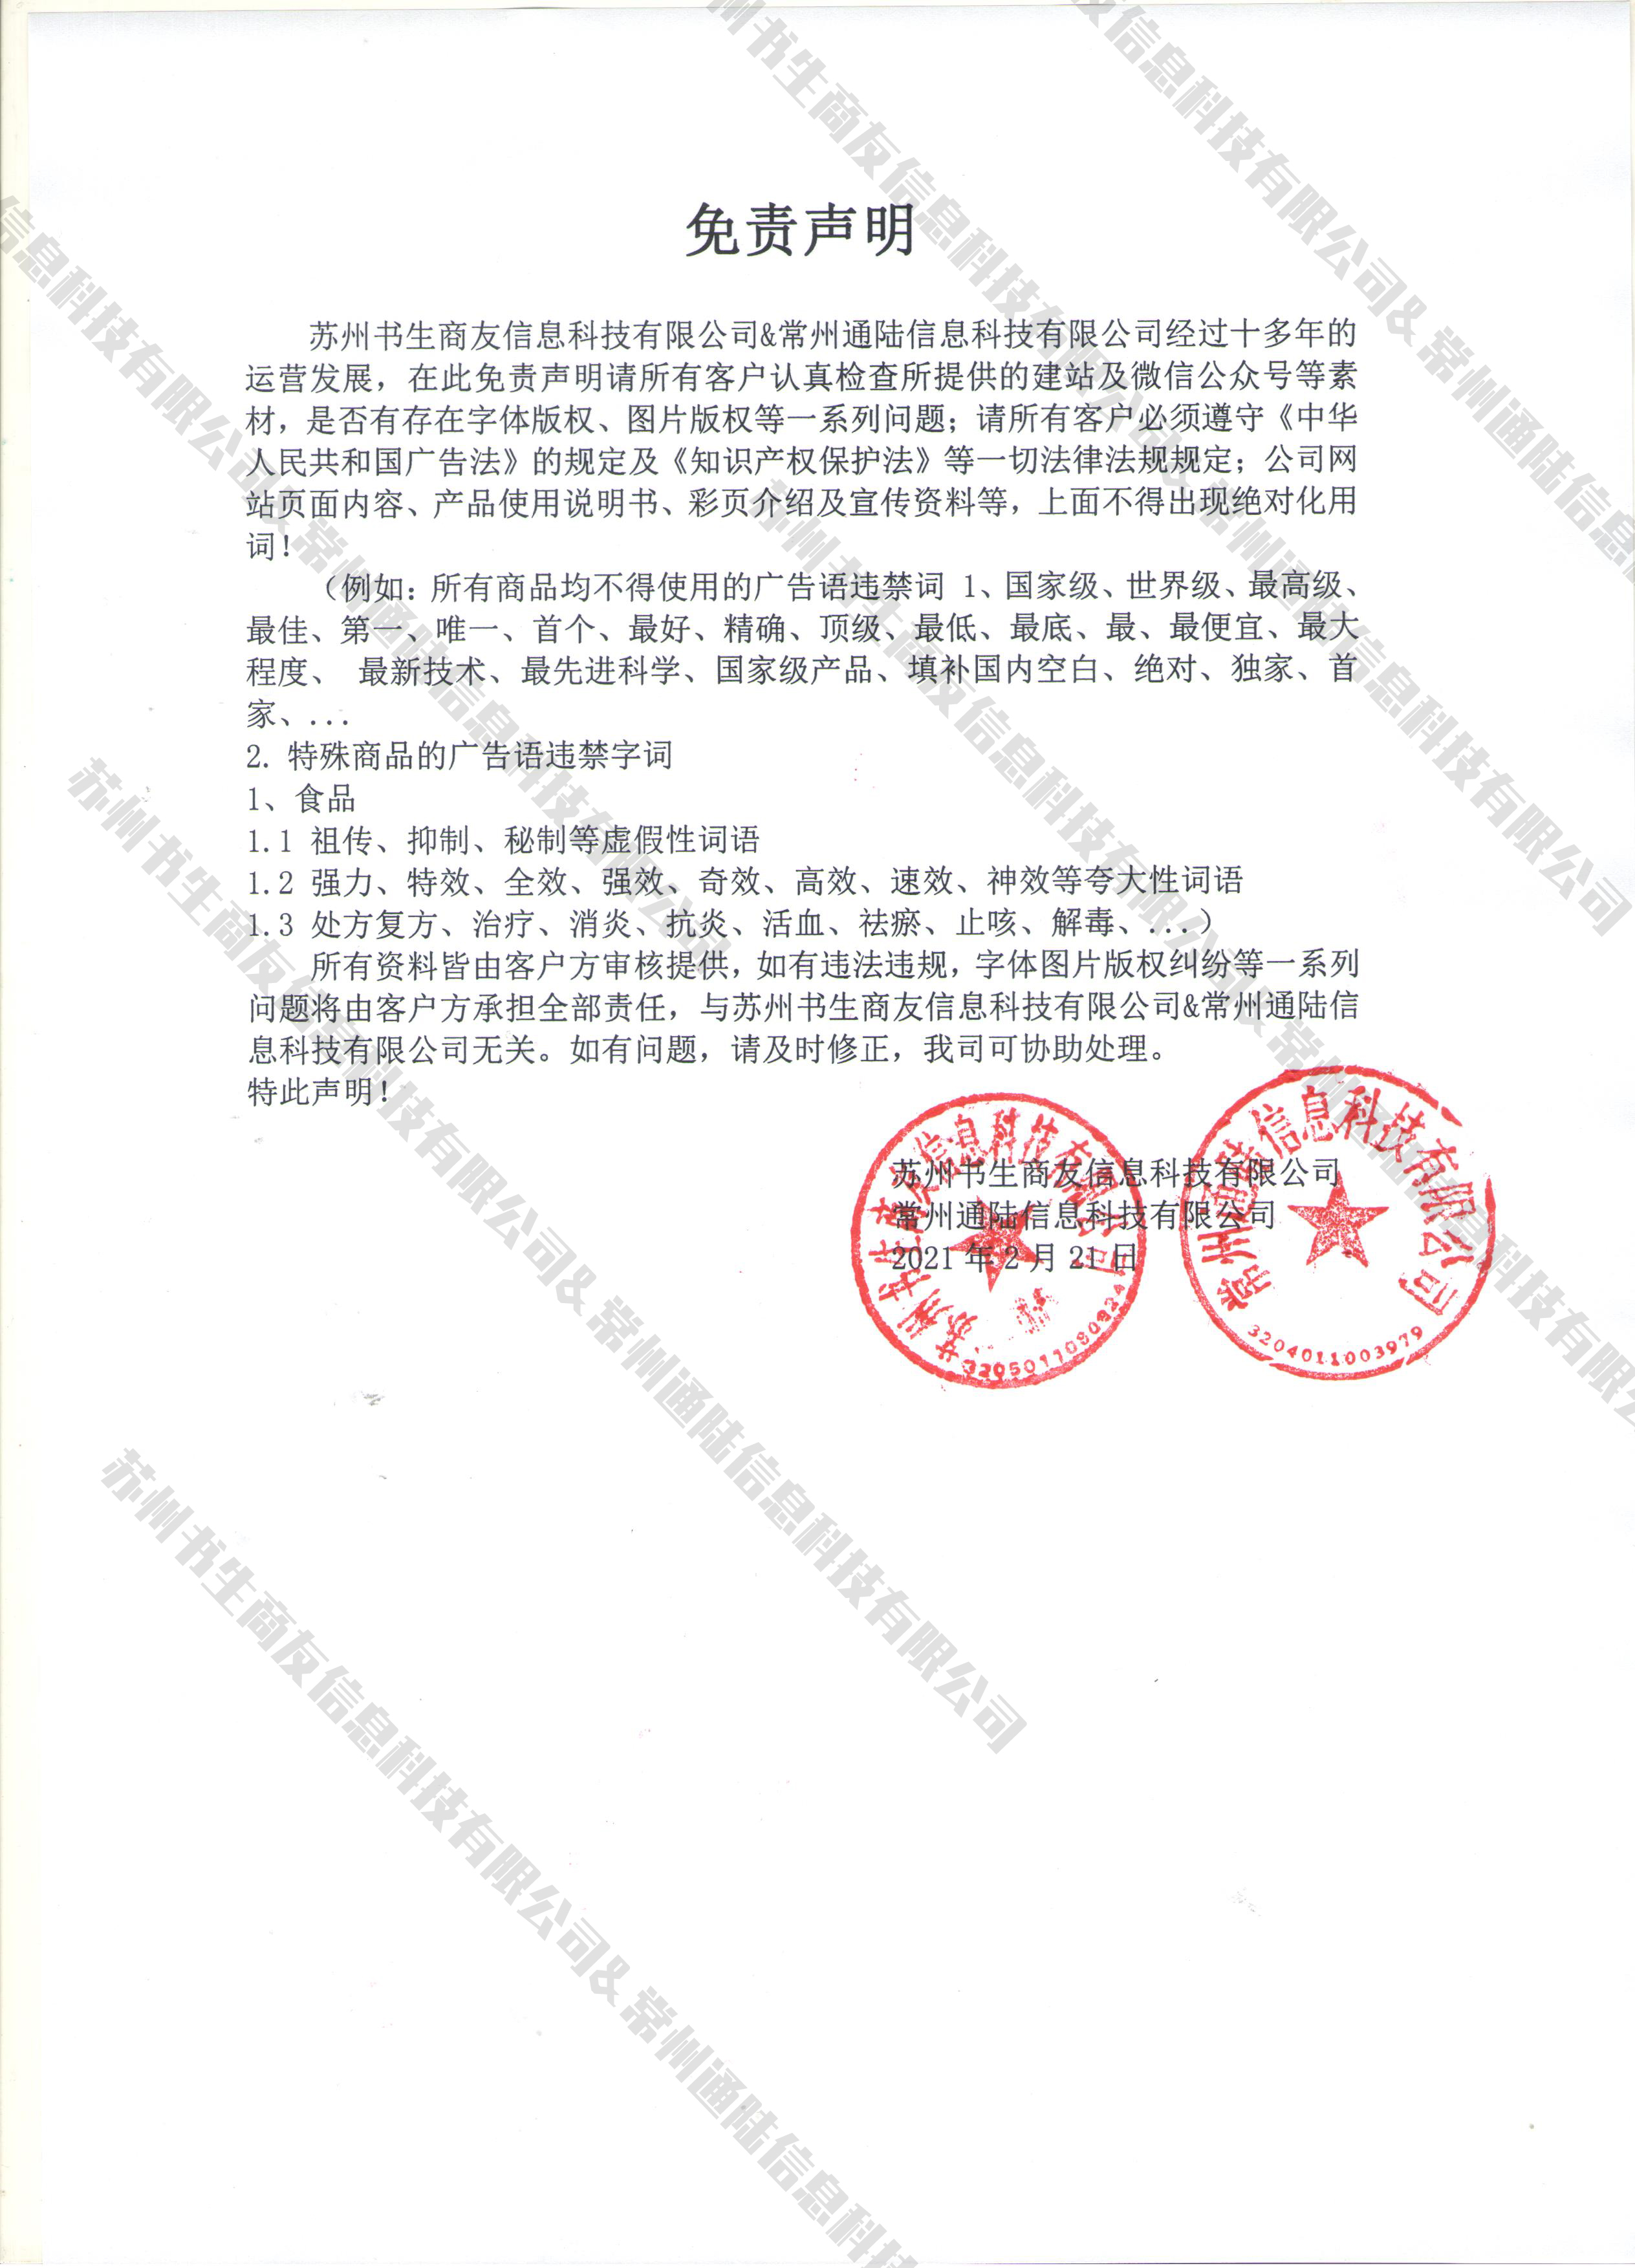 免责声明
苏州书生商友信息科技有限公司&常州通陆信息科技有限公司经过十多年的
运营发展，在此免责声明请所有客户认真检查所提供的建站及微信公众号等素
材，是否有存在字体版权、图片版权等一系列问题；请所有客户必须遵守《中华
人民共和国广告法》的规定及《知识产权保护法》等一切法律法规规定；公司网
站页面内容、产品使用说明书、彩页介绍及宣传资料等，上面不得出现绝对化用
词！
（例如：所有商品均不得使用的广告语违禁词 1、国家级、世界级、最高级、
最佳、第一、唯一、首个、最好、精确、顶级、最低、最底、最、最便宜、最大
程度、 最新技术、最先进科学、国家级产品、填补国内空白、绝对、独家、首
家、...
2. 特殊商品的广告语违禁字词
1、食品
1.1 祖传、抑制、秘制等虚假性词语
1.2 强力、特效、全效、强效、奇效、高效、速效、神效等夸大性词语
1.3 处方复方、治疗、消炎、抗炎、活血、祛瘀、止咳、解毒、...）
所有资料皆由客户方审核提供，如有违法违规，字体图片版权纠纷等一系列
问题将由客户方承担全部责任，与苏州书生商友信息科技有限公司&常州通陆信
息科技有限公司无关。如有问题，请及时修正，我司可协助处理。
特此声明！
苏州书生商友信息科技有限公司
常州通陆信息科技有限公司
2021 年 2 月 21 日
苏州书生商友信息科技有限公司
常州通陆信息科技有限公司
3204011003979
苏州书生商友信息科技有限公司&常州通陆信息科技有限公司